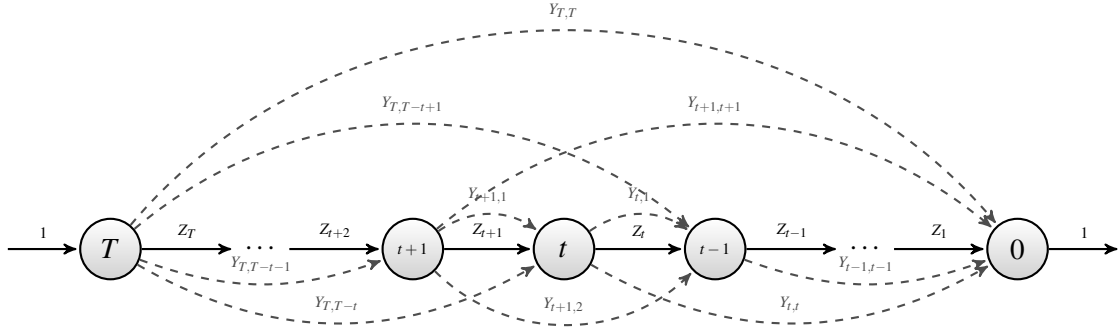 Y_{T,T}
Y_{T,T−t+1}
Y_{t+1,t+1}
Y_{t+1,1}
Y_{t,1}
1 T Z_T ··· Z_{t+2} t+1 Z_{t+1} t Z_t t−1 Z_{t−1} ··· Z_1 0 1
Y_{T,T−t−1}
Y_{t−1,t−1}
Y_{T,T−t}
Y_{t+1,2}
Y_{t,t}